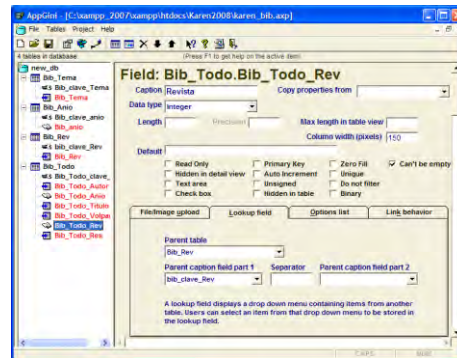 AppGini - [C:\xampp_2007\xampp\htdocs\Karen2008\karen_bib.axp]
File Tables Project Help
4 tables in database
(Press F1 to get help on the active item)
new_db
Bib_Tema
Bib_clave_Tema
Bib_Tema
Bib_Anio
Bib_clave_anio
Bib_anio
Bib_Rev
bib_clave_Rev
Bib_Rev
Bib_Todo
Bib_Todo_clave_
Bib_Todo_Autor
Bib_Todo_Anio
Bib_Todo_Titulo
Bib_Todo_Volpa
Bib_Todo_Rev
Bib_Todo_Res
Field: Bib_Todo.Bib_Todo_Rev
Caption Revista Copy properties from
Data type Integer
Length Precision Max length in table view
Column width (pixels) 150
Default
Read Only Primary Key Zero Fill Can't be empty
Hidden in detail view Auto Increment Unique
Text area Unsigned Do not filter
Check box Hidden in table Binary
File/Image upload Lookup field Options list Link behavior
Parent table
Bib_Rev
Parent caption field part 1 Separator Parent caption field part 2
bib_clave_Rev
A lookup field displays a drop down menu containing items from another
table. Users can select an item from that drop down menu to be stored in
the lookup field.
CAPS NUM